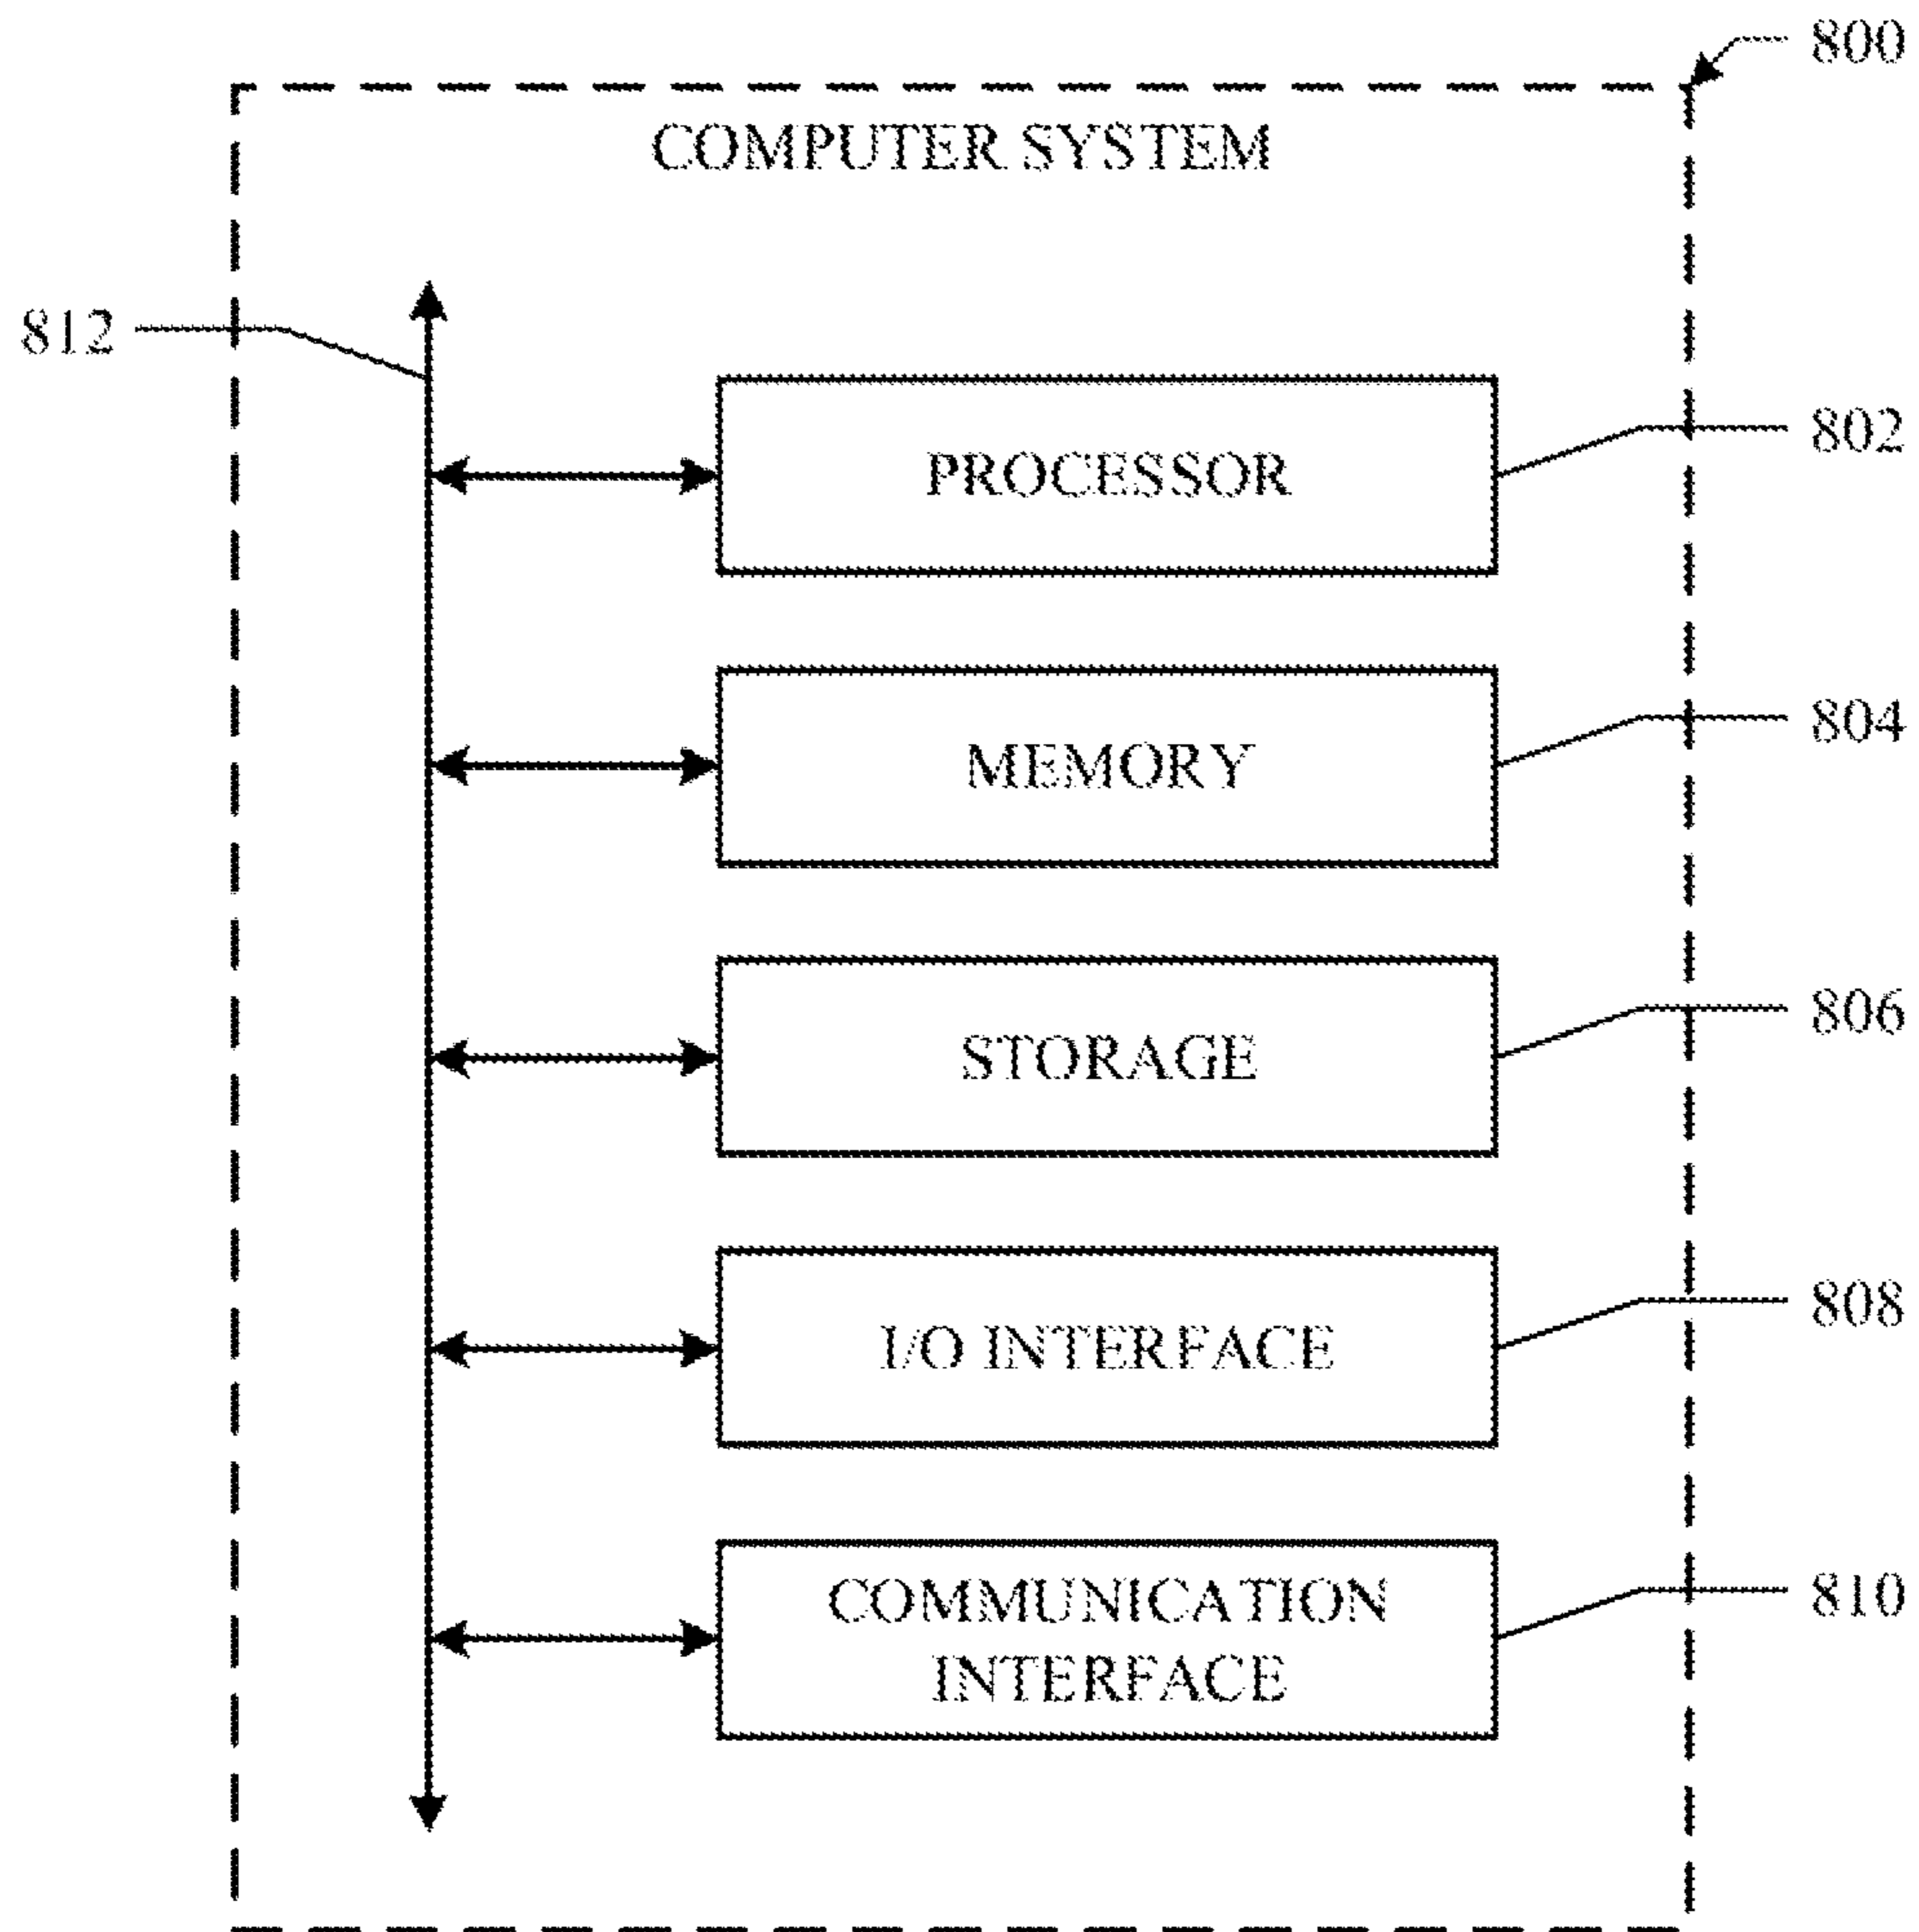 800
COMPUTER SYSTEM
812
802
PROCESSOR
804
MEMORY
806
STORAGE
808
I/O INTERFACE
810
COMMUNICATION
INTERFACE